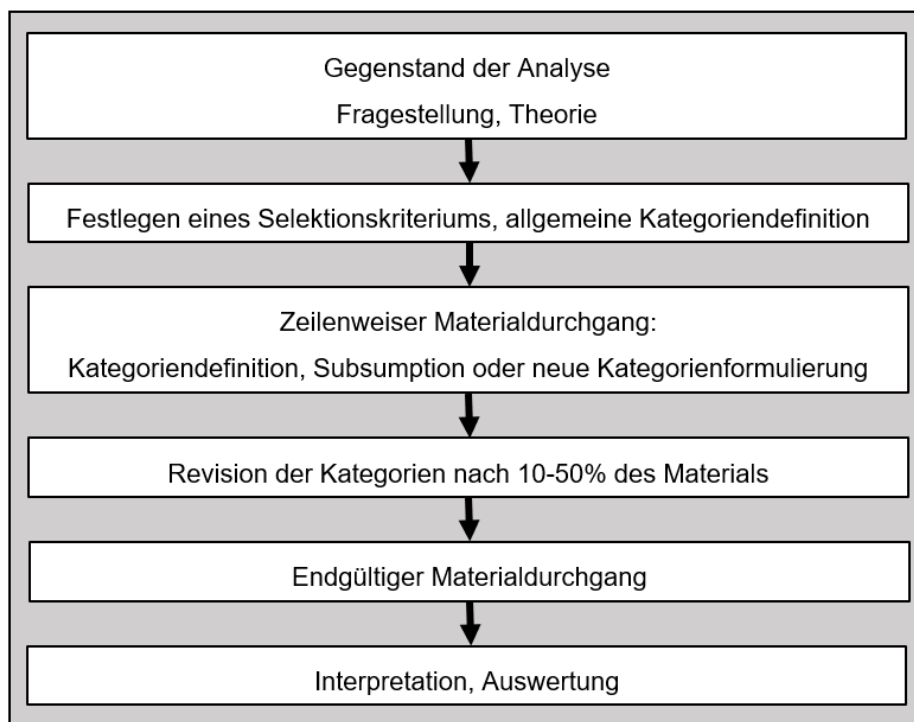 Gegenstand der Analyse
Fragestellung, Theorie
Festlegen eines Selektionskriteriums, allgemeine Kategoriendefinition
Zeilenweiser Materialdurchgang:
Kategoriendefinition, Subsumption oder neue Kategorienformulierung
Revision der Kategorien nach 10-50% des Materials
Endgültiger Materialdurchgang
Interpretation, Auswertung